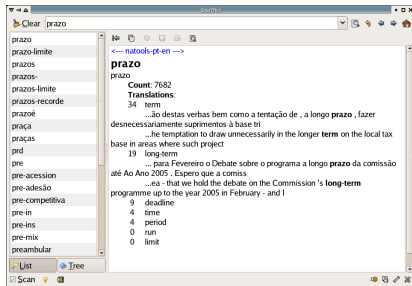 StarDict
Clear prazo
prazo
prazo-limite
prazos
prazos-
prazos-limite
prazos-recorde
prazoé
praça
praças
prd
pre
pre-acession
pre-adesão
pre-competitiva
pre-in
pre-ins
pre-mix
preambular
List Tree
Scan
<--- natools-pt-en --->
prazo
prazo
Count: 7682
Translations:
34 term
...ão destas verbas bem como a tentação de , a longo prazo , fazer
desnecessariamente suprimentos à base tri
...he temptation to draw unnecessarily in the longer term on the local tax
base in areas where such project
19 long-term
... para Fevereiro o Debate sobre o programa a longo prazo da comissão
até Ao Ano 2005 . Espero que a comiss
...ea - that we hold the debate on the Commission 's long-term
programme up to the year 2005 in February - and I
9 deadline
4 time
4 period
0 run
0 limit